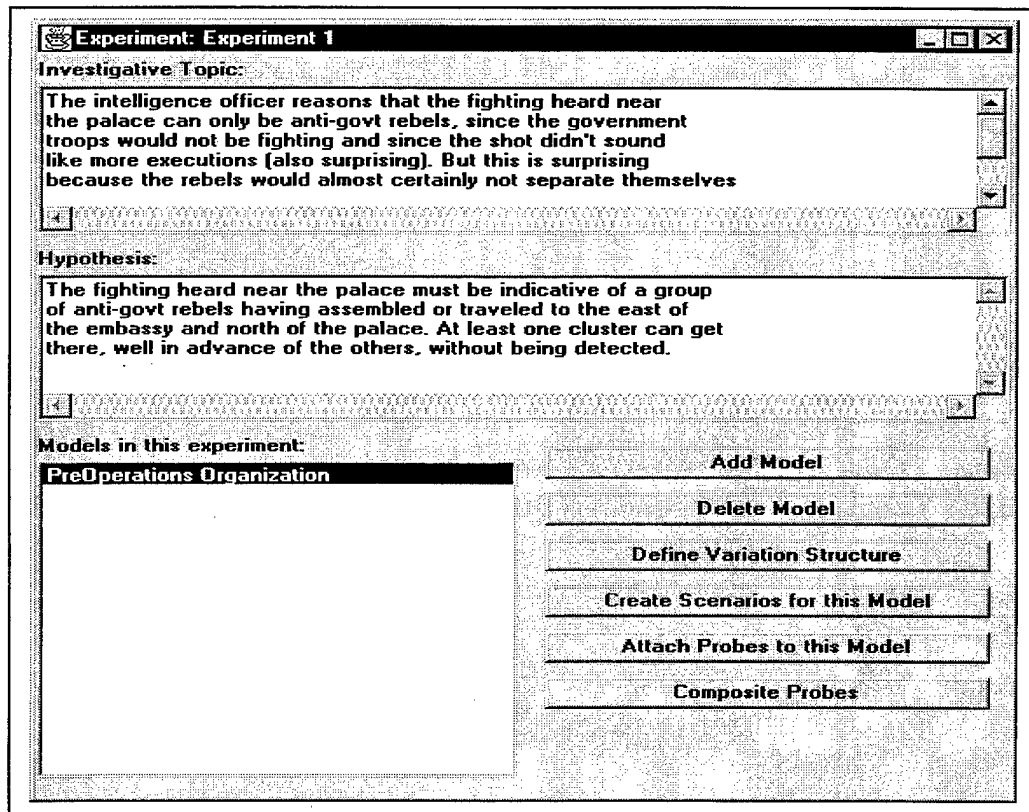 Experiment: Experiment 1
Investigative Topic:
The intelligence officer reasons that the fighting heard near
the palace can only be anti-govt rebels, since the government
troops would not be fighting and since the shot didn't sound
like more executions (also surprising). But this is surprising
because the rebels would almost certainly not separate themselves
Hypothesis:
The fighting heard near the palace must be indicative of a group
of anti-govt rebels having assembled or traveled to the east of
the embassy and north of the palace. At least one cluster can get
there, well in advance of the others, without being detected.
Models in this experiment:
PreOperations Organization
Add Model
Delete Model
Define Variation Structure
Create Scenarios for this Model
Attach Probes to this Model
Composite Probes